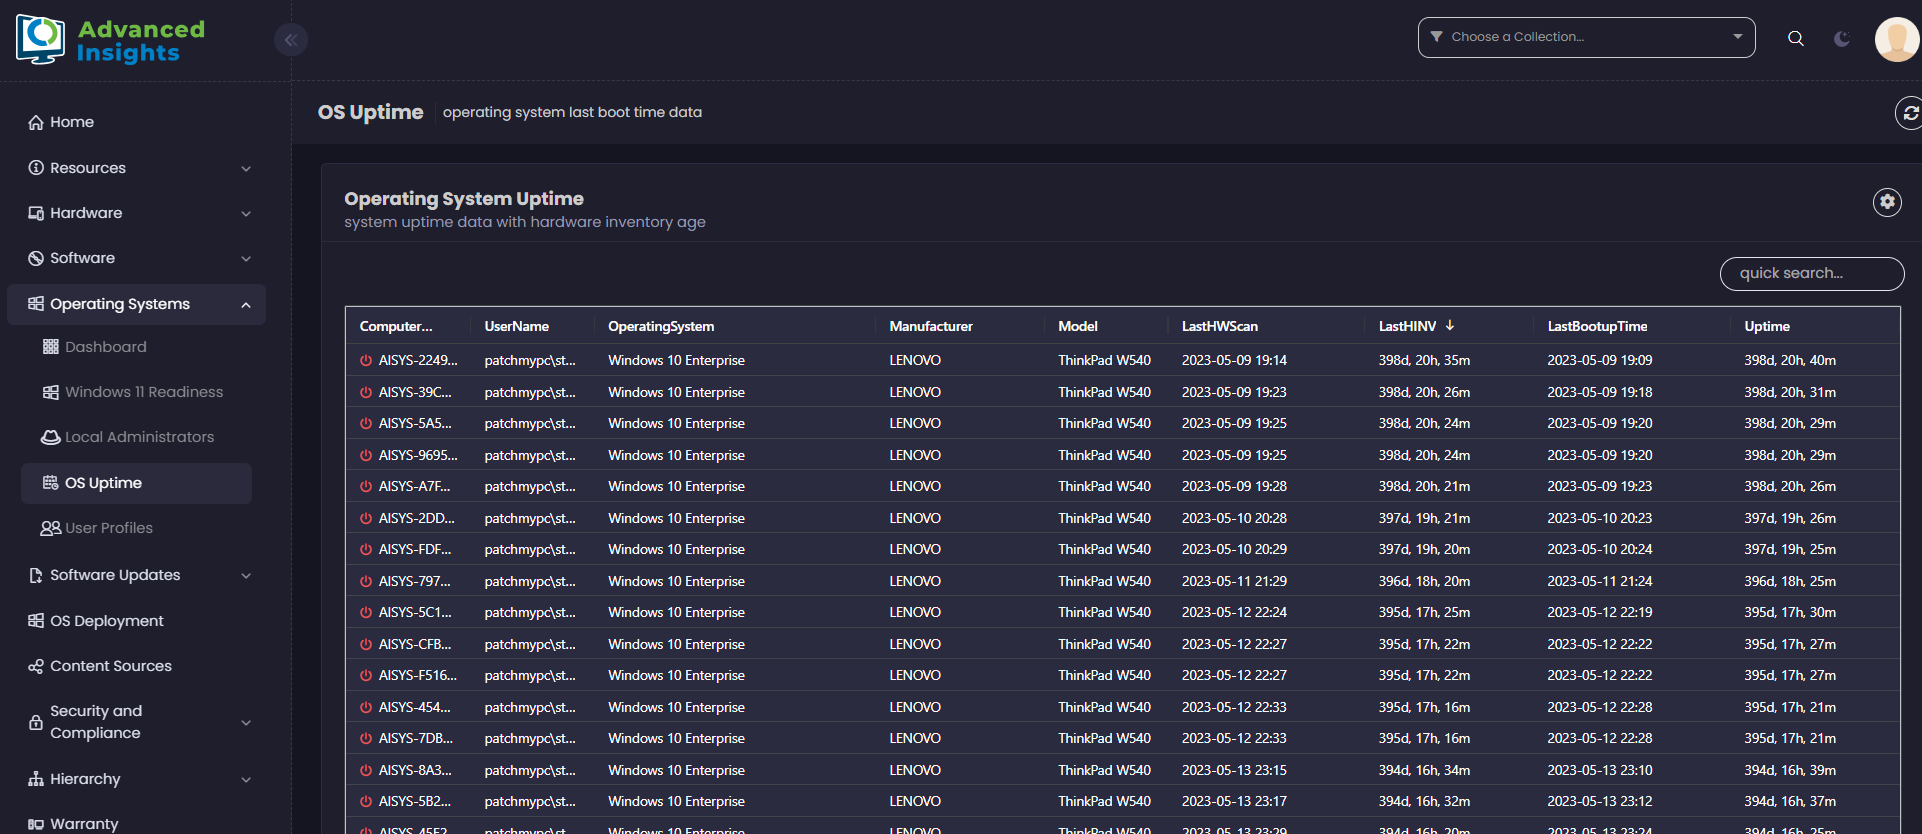 Advanced
Insights
Choose a Collection...
Home
Resources
Hardware
Software
Operating Systems
Dashboard
Windows 11 Readiness
Local Administrators
OS Uptime
User Profiles
Software Updates
OS Deployment
Content Sources
Security and
Compliance
Hierarchy
Warranty
OS Uptime operating system last boot time data
Operating System Uptime
system uptime data with hardware inventory age
quick search...
Computer... UserName OperatingSystem Manufacturer Model LastHWScan LastHINV LastBootupTime Uptime
AISYS-2249... patchmypc\st... Windows 10 Enterprise LENOVO ThinkPad W540 2023-05-09 19:14 398d, 20h, 35m 2023-05-09 19:09 398d, 20h, 40m
AISYS-39C... patchmypc\st... Windows 10 Enterprise LENOVO ThinkPad W540 2023-05-09 19:23 398d, 20h, 26m 2023-05-09 19:18 398d, 20h, 31m
AISYS-5A5... patchmypc\st... Windows 10 Enterprise LENOVO ThinkPad W540 2023-05-09 19:25 398d, 20h, 24m 2023-05-09 19:20 398d, 20h, 29m
AISYS-9695... patchmypc\st... Windows 10 Enterprise LENOVO ThinkPad W540 2023-05-09 19:25 398d, 20h, 24m 2023-05-09 19:20 398d, 20h, 29m
AISYS-A7F... patchmypc\st... Windows 10 Enterprise LENOVO ThinkPad W540 2023-05-09 19:28 398d, 20h, 21m 2023-05-09 19:23 398d, 20h, 26m
AISYS-2DD... patchmypc\st... Windows 10 Enterprise LENOVO ThinkPad W540 2023-05-10 20:28 397d, 19h, 21m 2023-05-10 20:23 397d, 19h, 26m
AISYS-FDF... patchmypc\st... Windows 10 Enterprise LENOVO ThinkPad W540 2023-05-10 20:29 397d, 19h, 20m 2023-05-10 20:24 397d, 19h, 25m
AISYS-797... patchmypc\st... Windows 10 Enterprise LENOVO ThinkPad W540 2023-05-11 21:29 396d, 18h, 20m 2023-05-11 21:24 396d, 18h, 25m
AISYS-5C1... patchmypc\st... Windows 10 Enterprise LENOVO ThinkPad W540 2023-05-12 22:24 395d, 17h, 25m 2023-05-12 22:19 395d, 17h, 30m
AISYS-CFB... patchmypc\st... Windows 10 Enterprise LENOVO ThinkPad W540 2023-05-12 22:27 395d, 17h, 22m 2023-05-12 22:22 395d, 17h, 27m
AISYS-F516... patchmypc\st... Windows 10 Enterprise LENOVO ThinkPad W540 2023-05-12 22:27 395d, 17h, 22m 2023-05-12 22:22 395d, 17h, 27m
AISYS-454... patchmypc\st... Windows 10 Enterprise LENOVO ThinkPad W540 2023-05-12 22:33 395d, 17h, 16m 2023-05-12 22:28 395d, 17h, 21m
AISYS-7DB... patchmypc\st... Windows 10 Enterprise LENOVO ThinkPad W540 2023-05-12 22:33 395d, 17h, 16m 2023-05-12 22:28 395d, 17h, 21m
AISYS-8A3... patchmypc\st... Windows 10 Enterprise LENOVO ThinkPad W540 2023-05-13 23:15 394d, 16h, 34m 2023-05-13 23:10 394d, 16h, 39m
AISYS-5B2... patchmypc\st... Windows 10 Enterprise LENOVO ThinkPad W540 2023-05-13 23:17 394d, 16h, 32m 2023-05-13 23:12 394d, 16h, 37m
patchmypc\st... Windows 10 Enterprise LENOVO ThinkPad W540